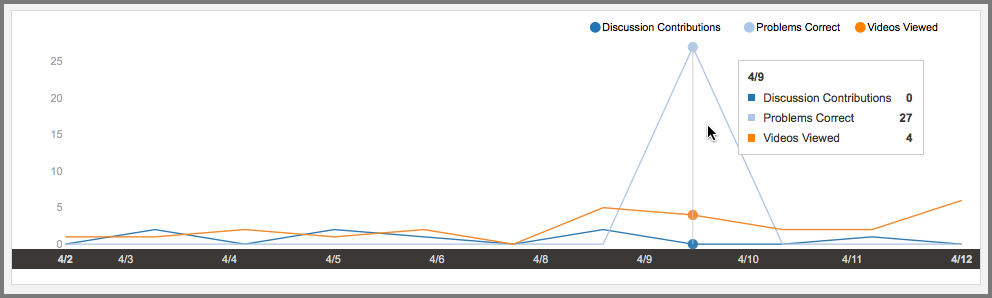 Discussion Contributions Problems Correct Videos Viewed
25
4/9
20
Discussion Contributions 0
Problems Correct 27
15
Videos Viewed 4
10
5
0
4/2 4/3 4/4 4/5 4/6 4/8 4/9 4/10 4/11 4/12